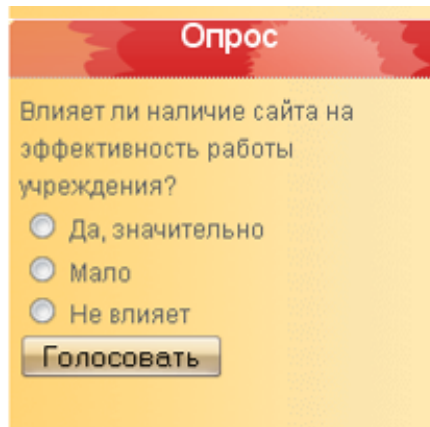 Опрос
Влияет ли наличие сайта на
эффективность работы
учреждения?
Да, значительно
Мало
Не влияет
Голосовать